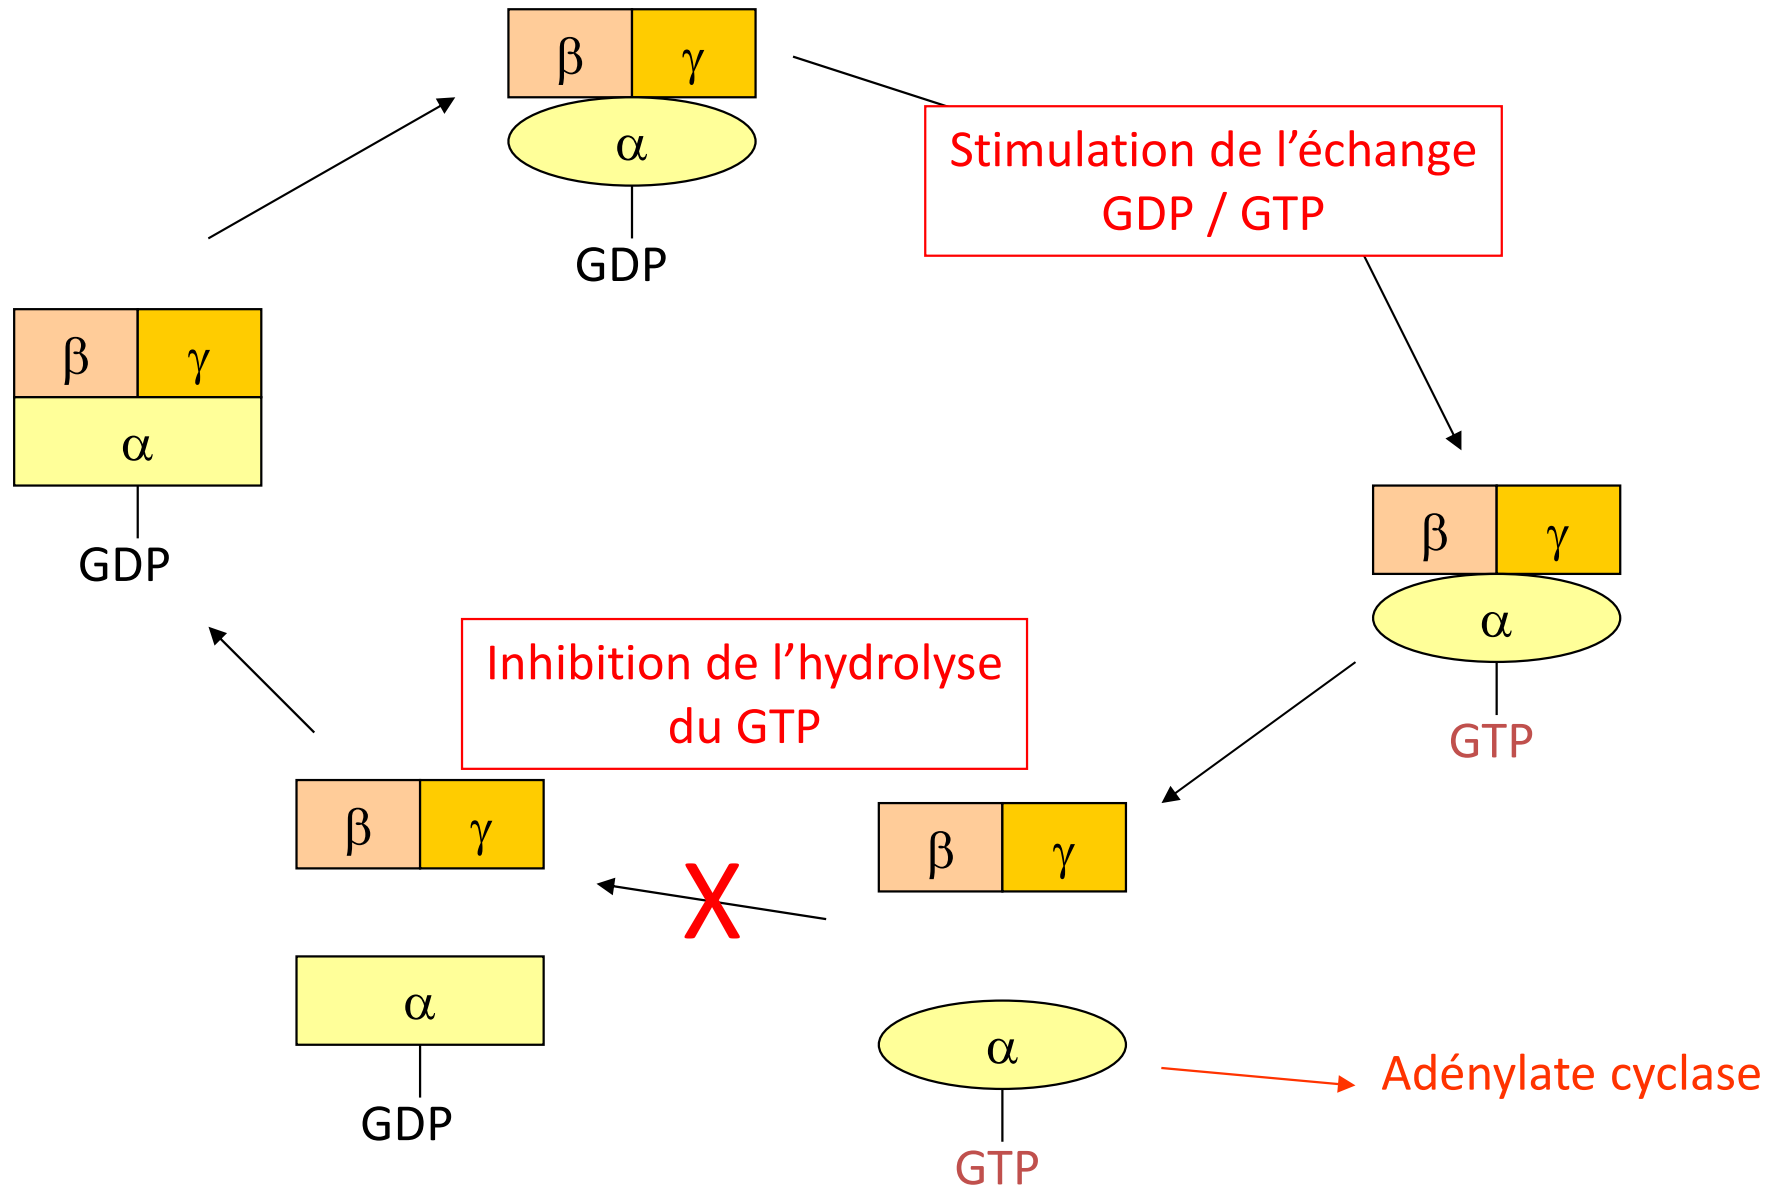 β γ
α
GDP
Stimulation de l’échange
GDP / GTP
β γ
α
GDP
β γ
α
GTP
Inhibition de l’hydrolyse
du GTP
β γ
α
GDP
X
β γ
α
GTP
Adénylate cyclase